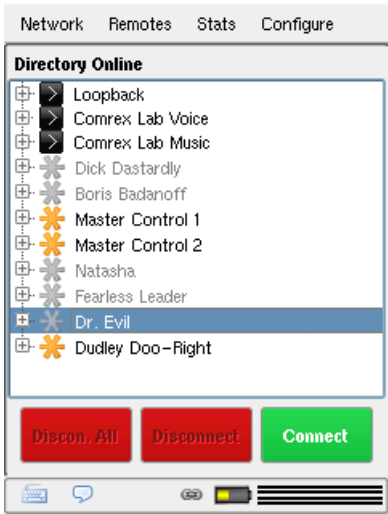 Network Remotes Stats Configure
Directory Online
Loopback
Comrex Lab Voice
Comrex Lab Music
Dick Dastardly
Boris Badanoff
Master Control 1
Master Control 2
Natasha
Fearless Leader
Dr. Evil
Dudley Doo-Right
Discon. All Disconnect Connect